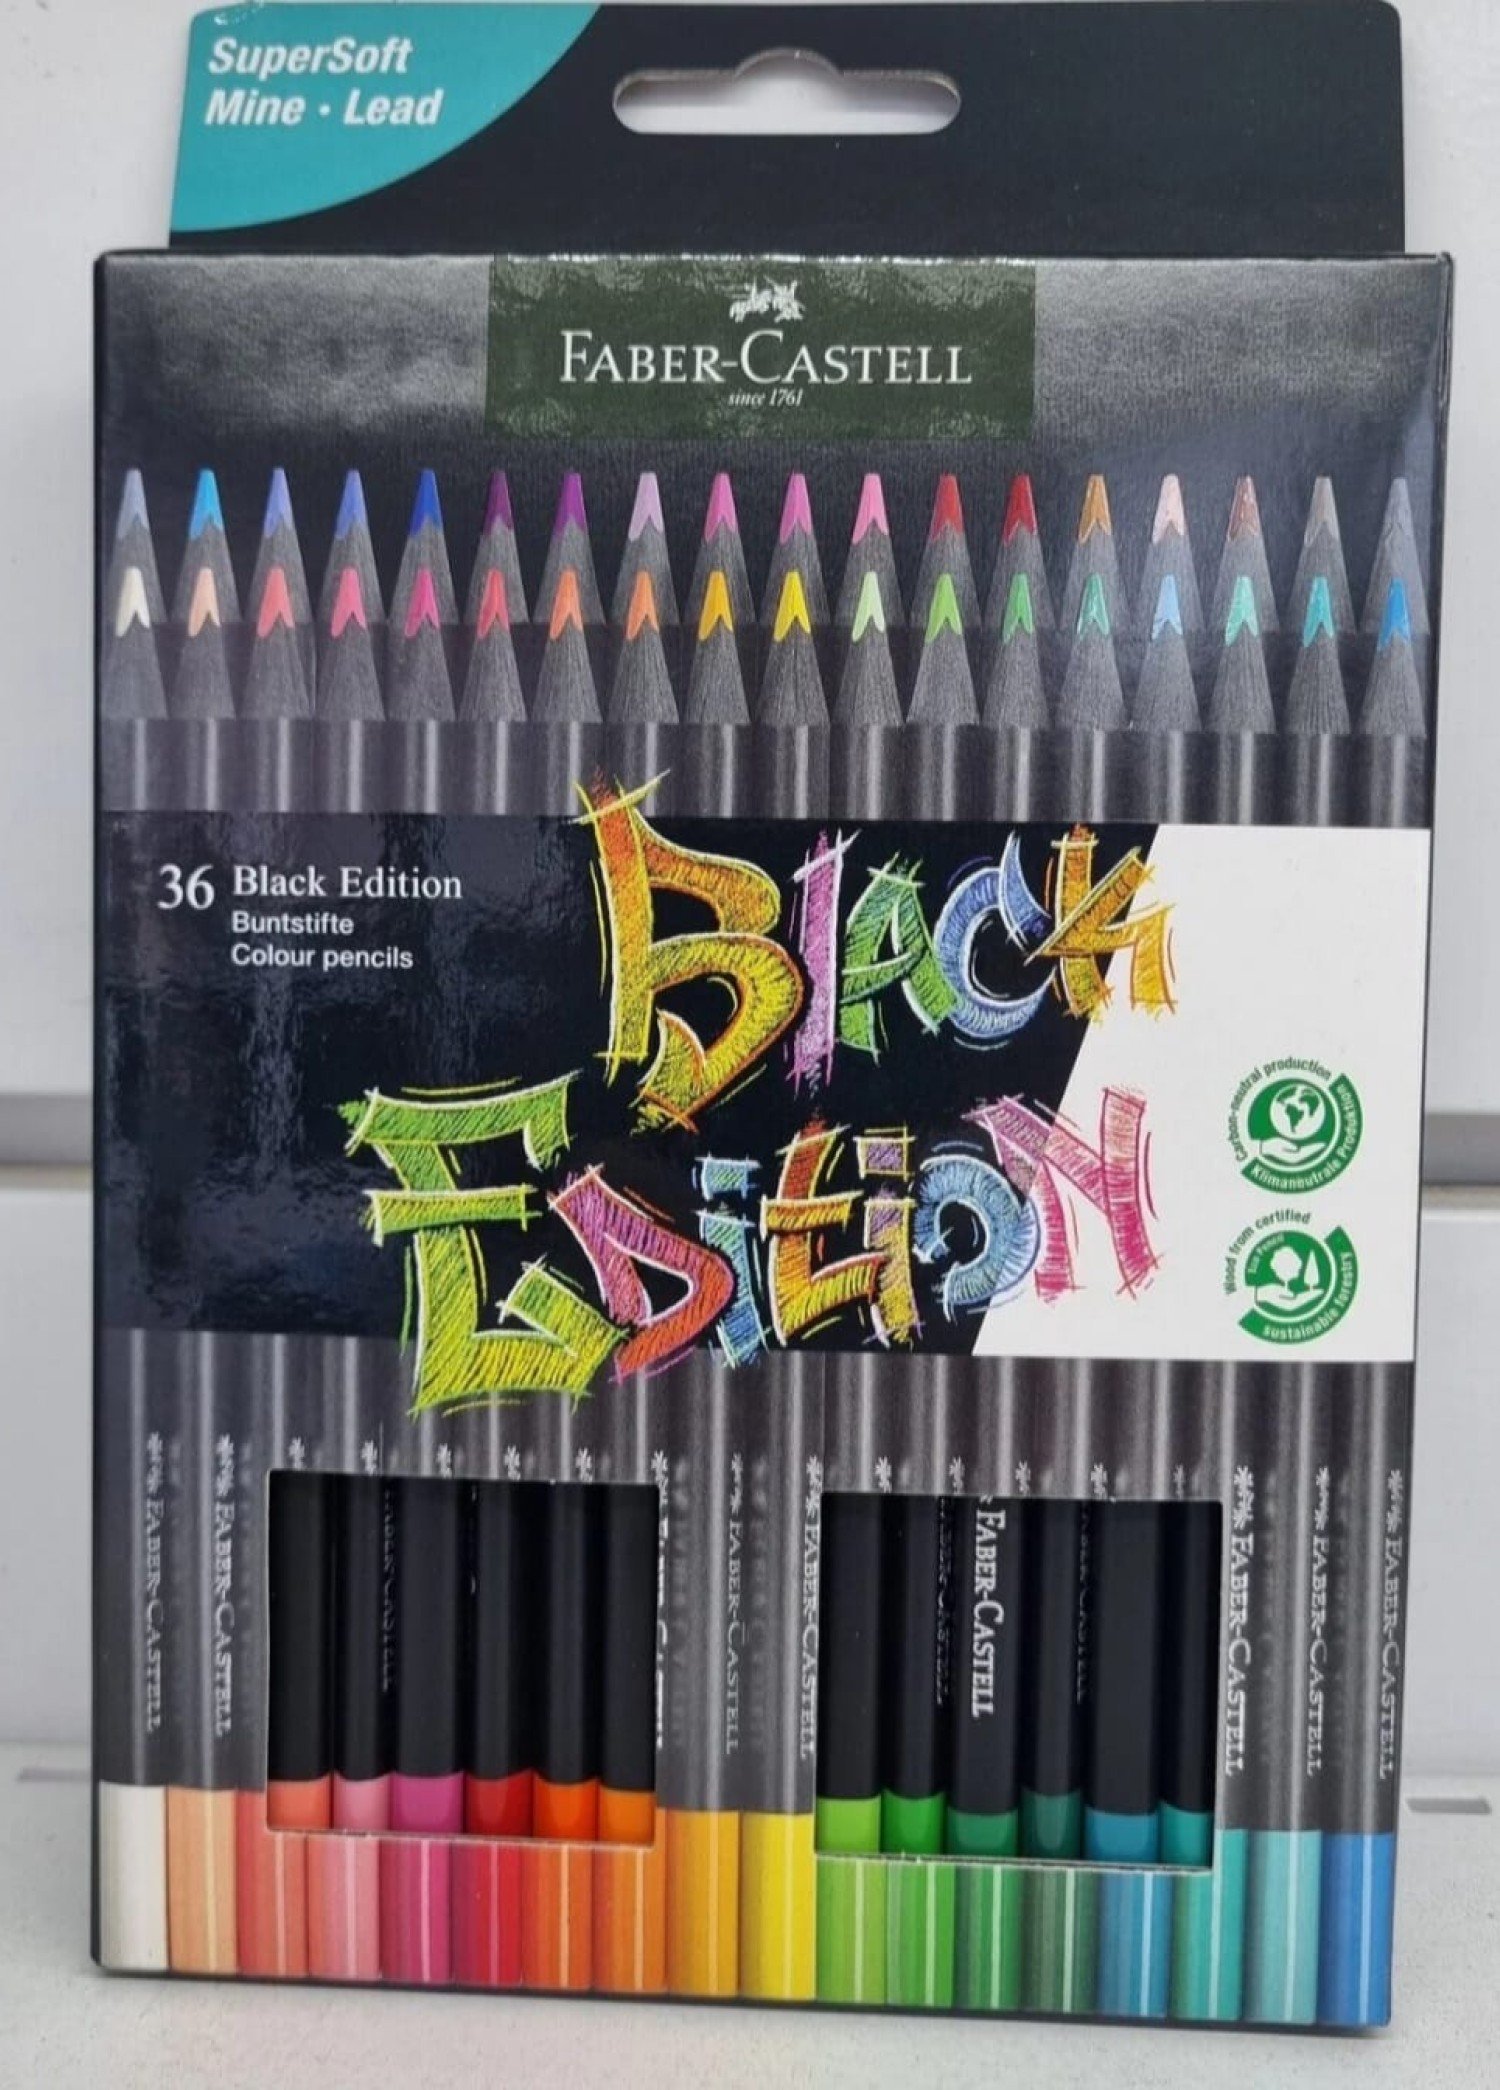 SuperSoft
Mine · Lead
FABER-CASTELL
since 1761
36 Black Edition
Buntstifte
Colour pencils
Black
Edition
Carbon-neutral production
Klimaneutrale Produktion
Wood from certified
sustainable forestry
FABER-CASTELL
FABER-CASTELL
FABER-CASTELL
FABER-CASTELL
FABER-CASTELL
FABER-CASTELL
FABER-CASTELL
FABER-CASTELL